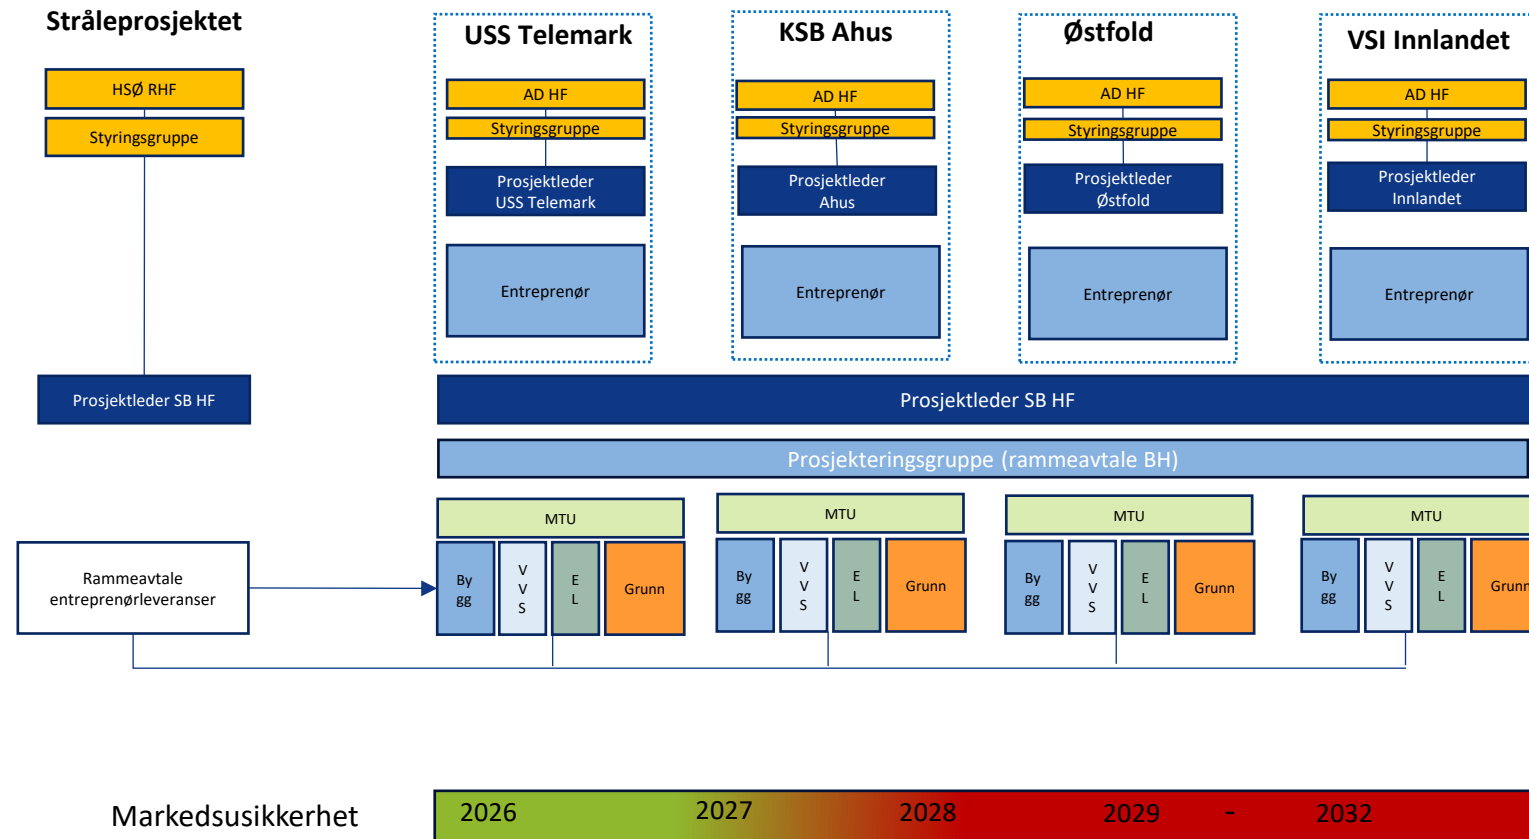 Stråleprosjektet
HSØ RHF
Styringsgruppe
Prosjektleder SB HF
Rammeavtale
entreprenørleveranser
USS Telemark
AD HF
Styringsgruppe
Prosjektleder
USS Telemark
Entreprenør
KSB Ahus
AD HF
Styringsgruppe
Prosjektleder
Ahus
Entreprenør
Østfold
AD HF
Styringsgruppe
Prosjektleder
Østfold
Entreprenør
VSI Innlandet
AD HF
Styringsgruppe
Prosjektleder
Innlandet
Entreprenør
Prosjektleder SB HF
Prosjekteringsgruppe (rammeavtale BH)
MTU
By
gg
V
V
S
E
L
Grunn
MTU
By
gg
V
V
S
E
L
Grunn
MTU
By
gg
V
V
S
E
L
Grunn
MTU
By
gg
V
V
S
E
L
Grunn
Markedsusikkerhet
2026 2027 2028 2029 - 2032